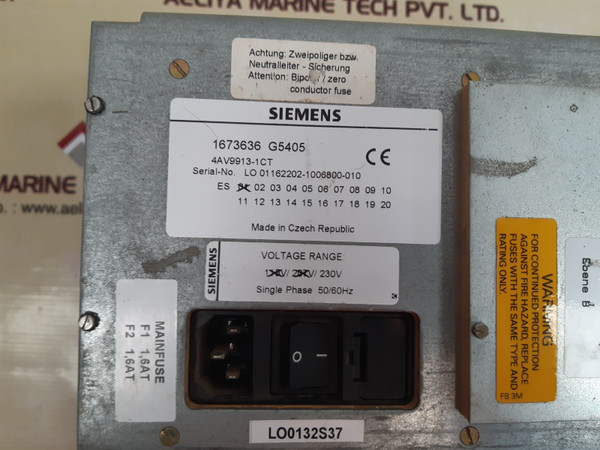 AELIYA MARINE TECH PVT. LTD.
Achtung: Zweipoliger bzw.
Neutralleiter - Sicherung
Attention: / zero
conductor fuse
SIEMENS
1673636 G5405
4AV9913-1CT
CE
Serial-No. LO 01162202-1006800-010
ES 02 03 04 05 06 07 08 09 10
11 12 13 14 15 16 17 18 19 20
Made in Czech Republic
SIEMENS
VOLTAGE RANGE:
/ 230V
Single Phase 50/60Hz
MAINFUSE
F1 1,6AT
F2 1,6AT
O I
LO0132S37
WARNING
FOR CONTINUED PROTECTION
AGAINST FIRE HAZARD, REPLACE
FUSES WITH THE SAME TYPE AND
RATING ONLY.
FB 3M
Ebene B
MARINE